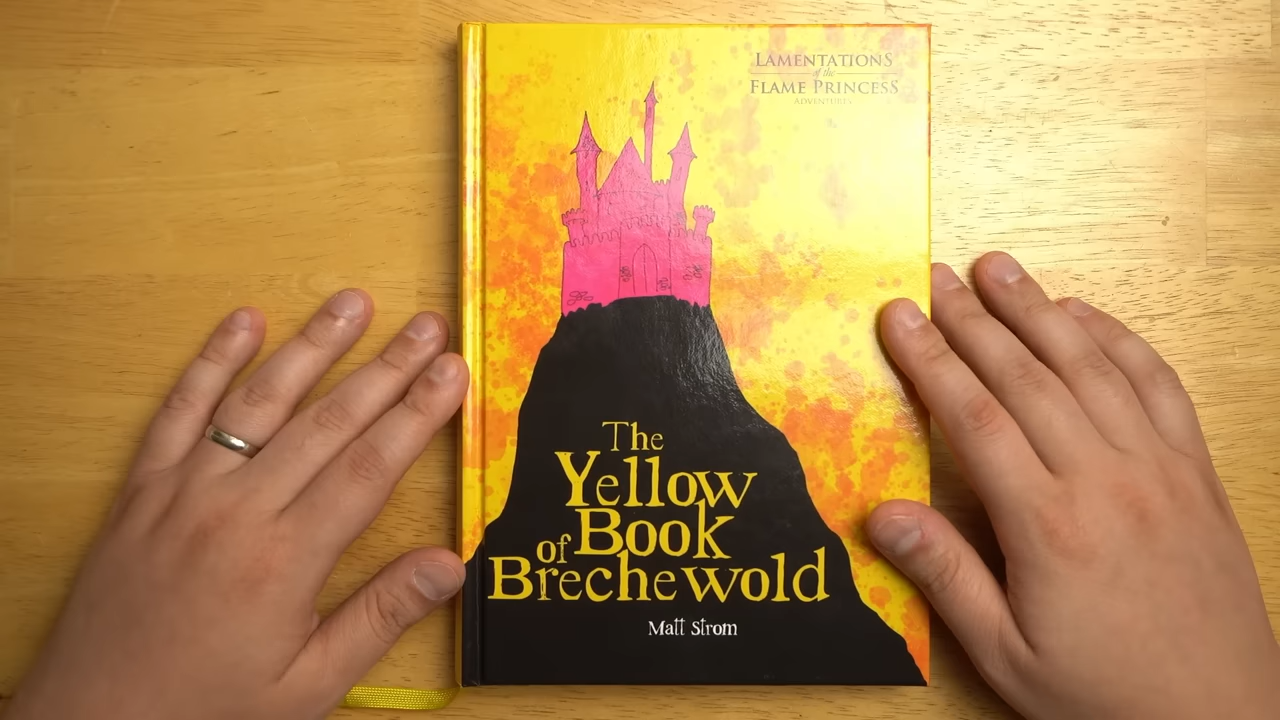 LAMENTATIONS
of the
FLAME PRINCESS
ADVENTURES
The
Yellow
Book
of
Brechewold
Matt Strom